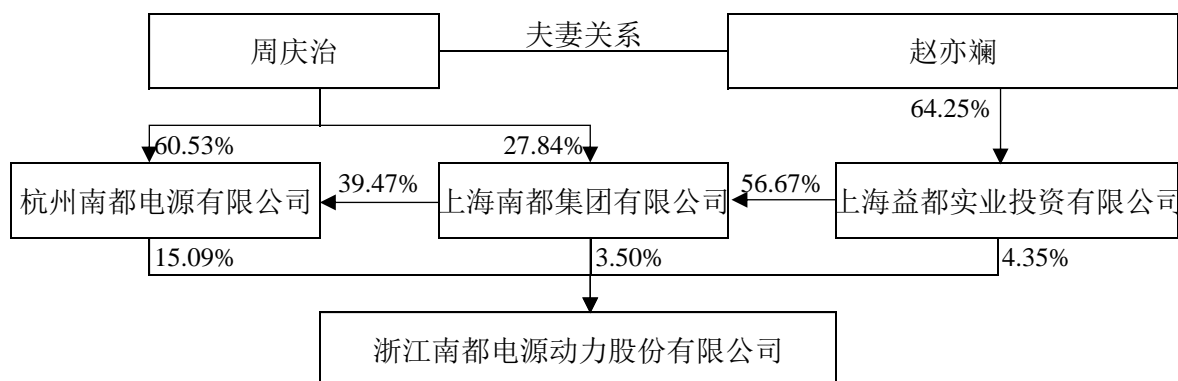 周庆治
夫妻关系
赵亦斓
64.25%
60.53%
27.84%
杭州南都电源有限公司
39.47%
上海南都集团有限公司
56.67%
上海益都实业投资有限公司
15.09%
3.50%
4.35%
浙江南都电源动力股份有限公司